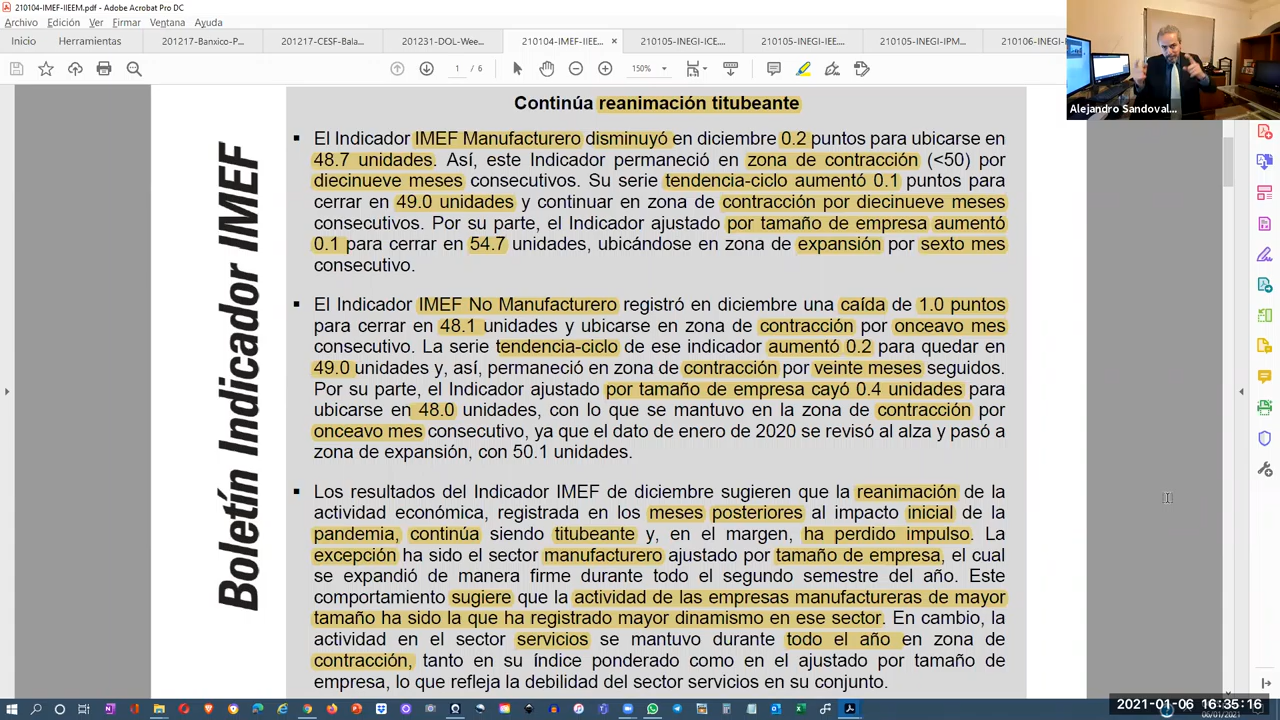 210104-IMEF-IIEEM.pdf - Adobe Acrobat Pro DC
Archivo Edición Ver Firmar Ventana Ayuda
Inicio Herramientas 201217-Banxico-P... 201217-CESF-Bala... 201231-DOL-Wee... 210104-IMEF-IIEE... × 210105-INEGI-ICE... 210105-INEGI-IEE... 210105-INEGI-IPM... 210106-INEGI-
1 / 6 150%
Alejandro Sandoval...
Boletín Indicador IMEF
Continúa reanimación titubeante
▪ El Indicador IMEF Manufacturero disminuyó en diciembre 0.2 puntos para ubicarse en
48.7 unidades. Así, este Indicador permaneció en zona de contracción (<50) por
diecinueve meses consecutivos. Su serie tendencia-ciclo aumentó 0.1 puntos para
cerrar en 49.0 unidades y continuar en zona de contracción por diecinueve meses
consecutivos. Por su parte, el Indicador ajustado por tamaño de empresa aumentó
0.1 para cerrar en 54.7 unidades, ubicándose en zona de expansión por sexto mes
consecutivo.
▪ El Indicador IMEF No Manufacturero registró en diciembre una caída de 1.0 puntos
para cerrar en 48.1 unidades y ubicarse en zona de contracción por onceavo mes
consecutivo. La serie tendencia-ciclo de ese indicador aumentó 0.2 para quedar en
49.0 unidades y, así, permaneció en zona de contracción por veinte meses seguidos.
Por su parte, el Indicador ajustado por tamaño de empresa cayó 0.4 unidades para
ubicarse en 48.0 unidades, con lo que se mantuvo en la zona de contracción por
onceavo mes consecutivo, ya que el dato de enero de 2020 se revisó al alza y pasó a
zona de expansión, con 50.1 unidades.
▪ Los resultados del Indicador IMEF de diciembre sugieren que la reanimación de la
actividad económica, registrada en los meses posteriores al impacto inicial de la
pandemia, continúa siendo titubeante y, en el margen, ha perdido impulso. La
excepción ha sido el sector manufacturero ajustado por tamaño de empresa, el cual
se expandió de manera firme durante todo el segundo semestre del año. Este
comportamiento sugiere que la actividad de las empresas manufactureras de mayor
tamaño ha sido la que ha registrado mayor dinamismo en ese sector. En cambio, la
actividad en el sector servicios se mantuvo durante todo el año en zona de
contracción, tanto en su índice ponderado como en el ajustado por tamaño de
empresa, lo que refleja la debilidad del sector servicios en su conjunto.
2021-01-06 16:35:16
06/01/2021